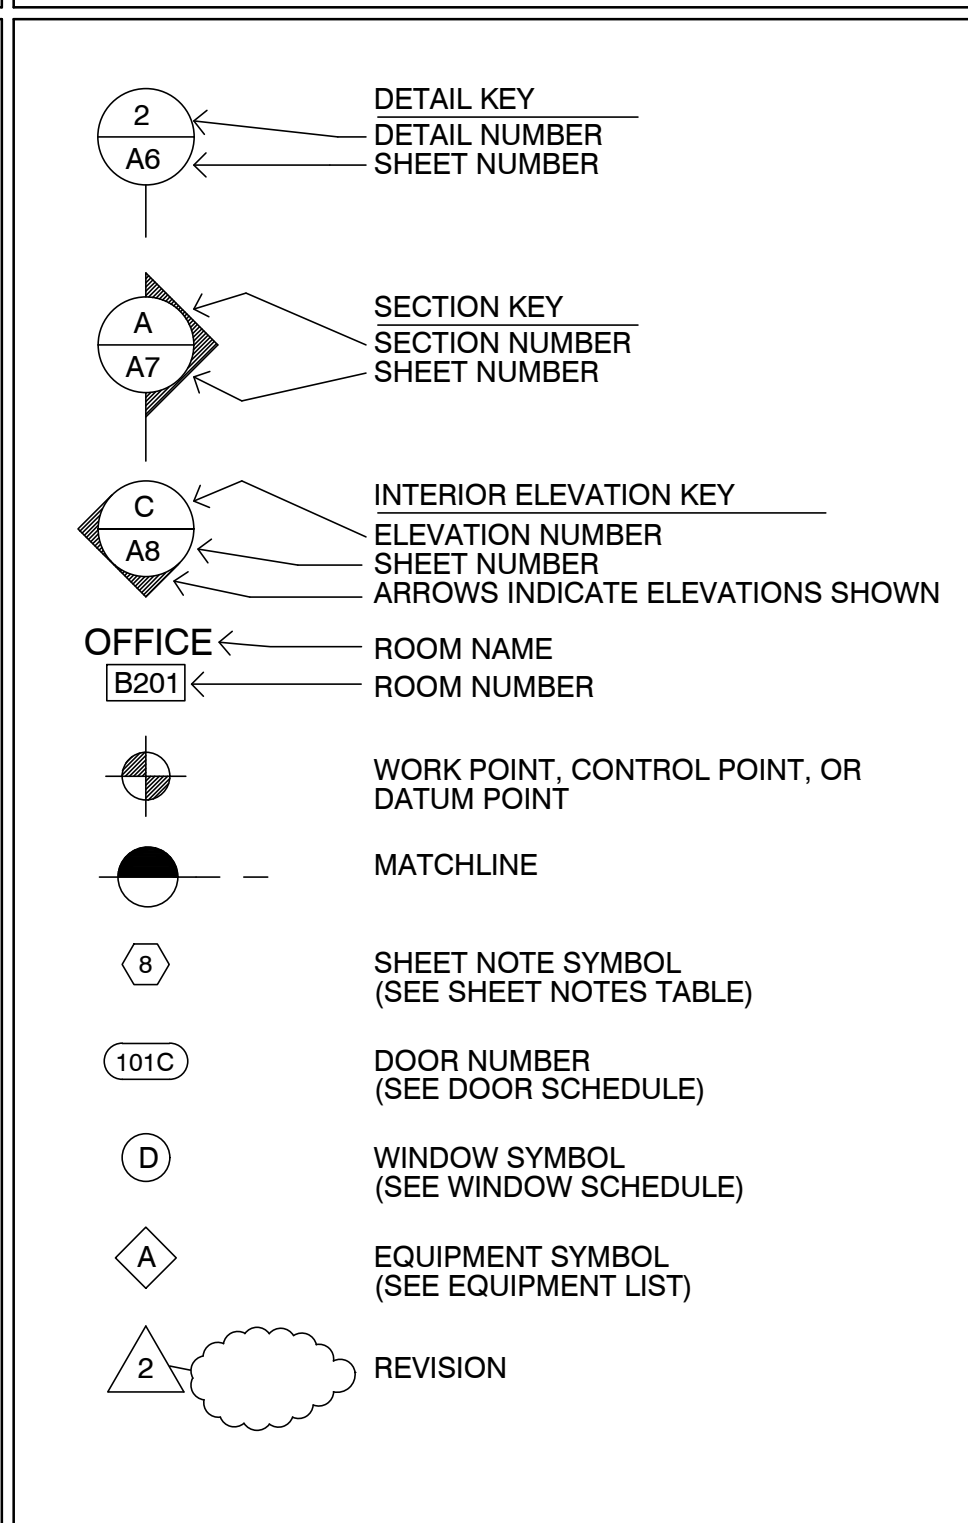 2
A6
DETAIL KEY
DETAIL NUMBER
SHEET NUMBER
A
A7
SECTION KEY
SECTION NUMBER
SHEET NUMBER
C
A8
INTERIOR ELEVATION KEY
ELEVATION NUMBER
SHEET NUMBER
ARROWS INDICATE ELEVATIONS SHOWN
OFFICE
ROOM NAME
B201
ROOM NUMBER
WORK POINT, CONTROL POINT, OR
DATUM POINT
MATCHLINE
8
SHEET NOTE SYMBOL
(SEE SHEET NOTES TABLE)
101C
DOOR NUMBER
(SEE DOOR SCHEDULE)
D
WINDOW SYMBOL
(SEE WINDOW SCHEDULE)
A
EQUIPMENT SYMBOL
(SEE EQUIPMENT LIST)
2
REVISION